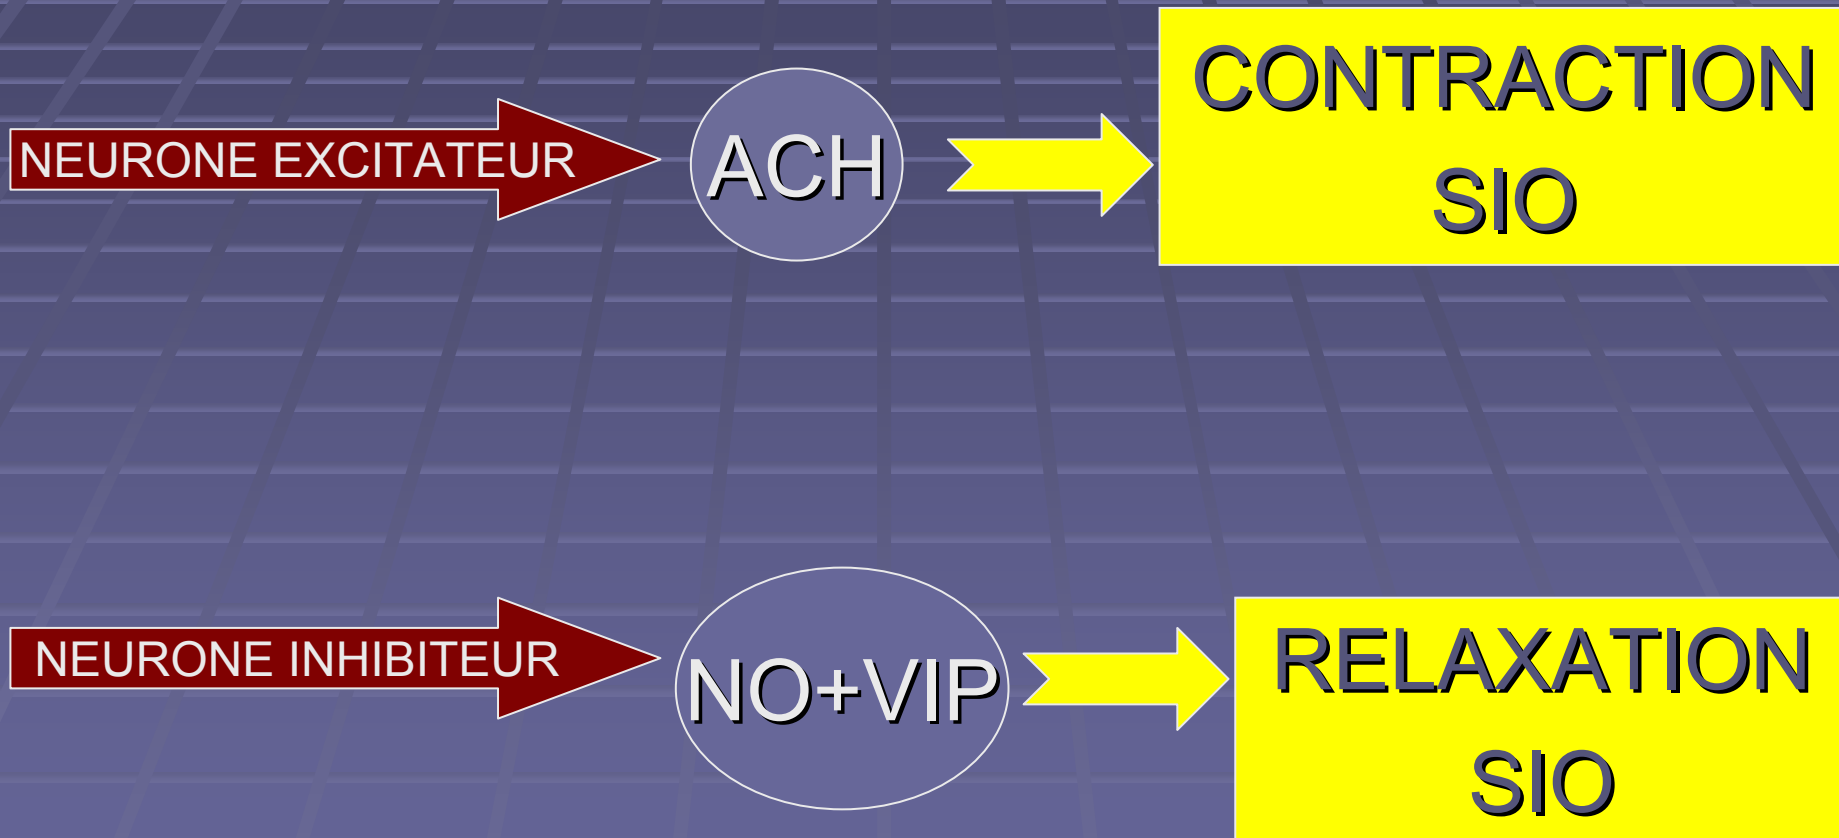 NEURONE EXCITATEUR
ACH
CONTRACTION
SIO
NEURONE INHIBITEUR
NO+VIP
RELAXATION
SIO